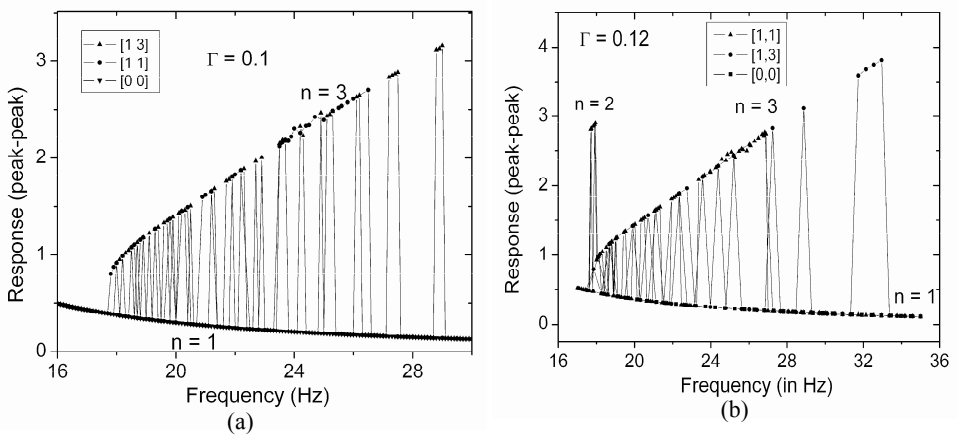 [1 3]
[1 1]
[0 0]
Γ = 0.1
n = 3
n = 1
Response (peak-peak)
3
2
1
0
16
20
24
28
Frequency (Hz)
(a)
Γ = 0.12
[1,1]
[1,3]
[0,0]
n = 2
n = 3
n = 1
Response (peak-peak)
4
3
2
1
0
12
16
20
24
28
32
36
Frequency (in Hz)
(b)